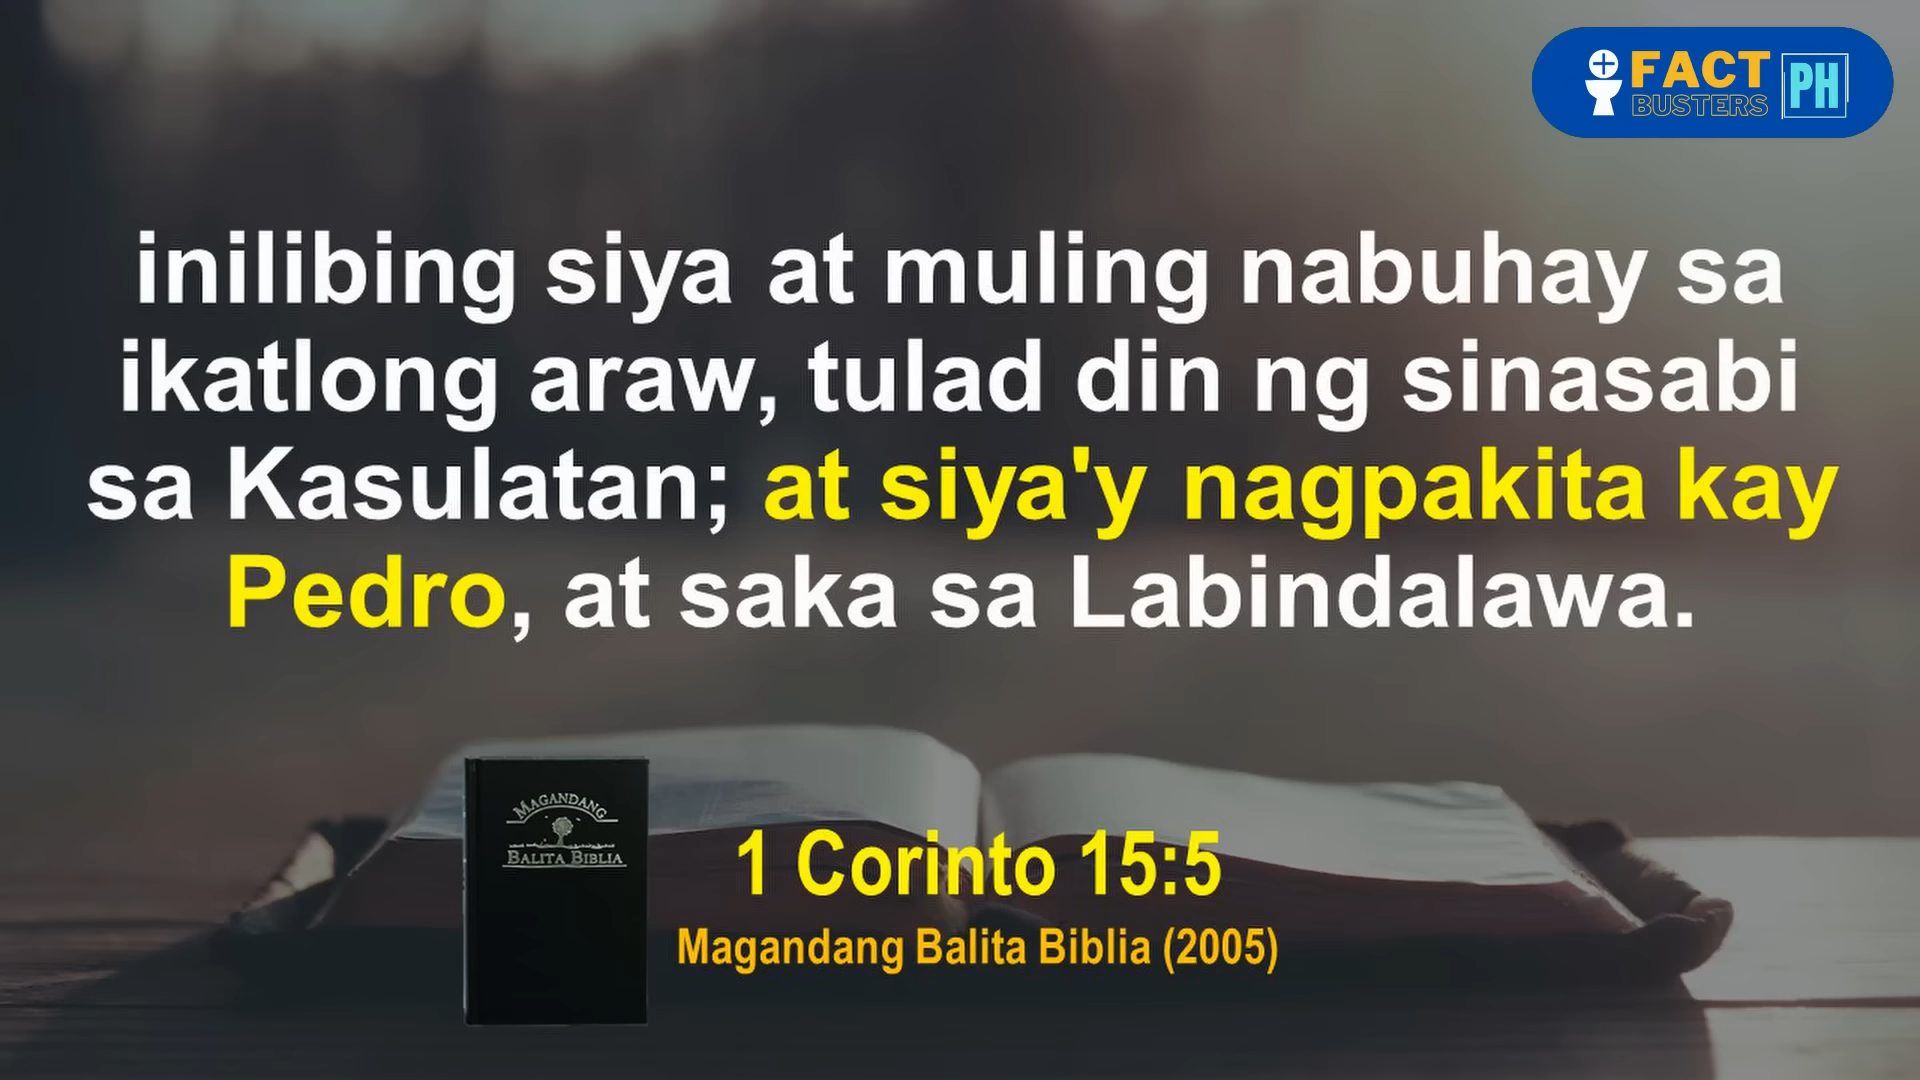 FACT
BUSTERS
PH
inilibing siya at muling nabuhay sa
ikatlong araw, tulad din ng sinasabi
sa Kasulatan; at siya'y nagpakita kay
Pedro, at saka sa Labindalawa.
MAGANDANG
BALITA BIBLIA
1 Corinto 15:5
Magandang Balita Biblia (2005)